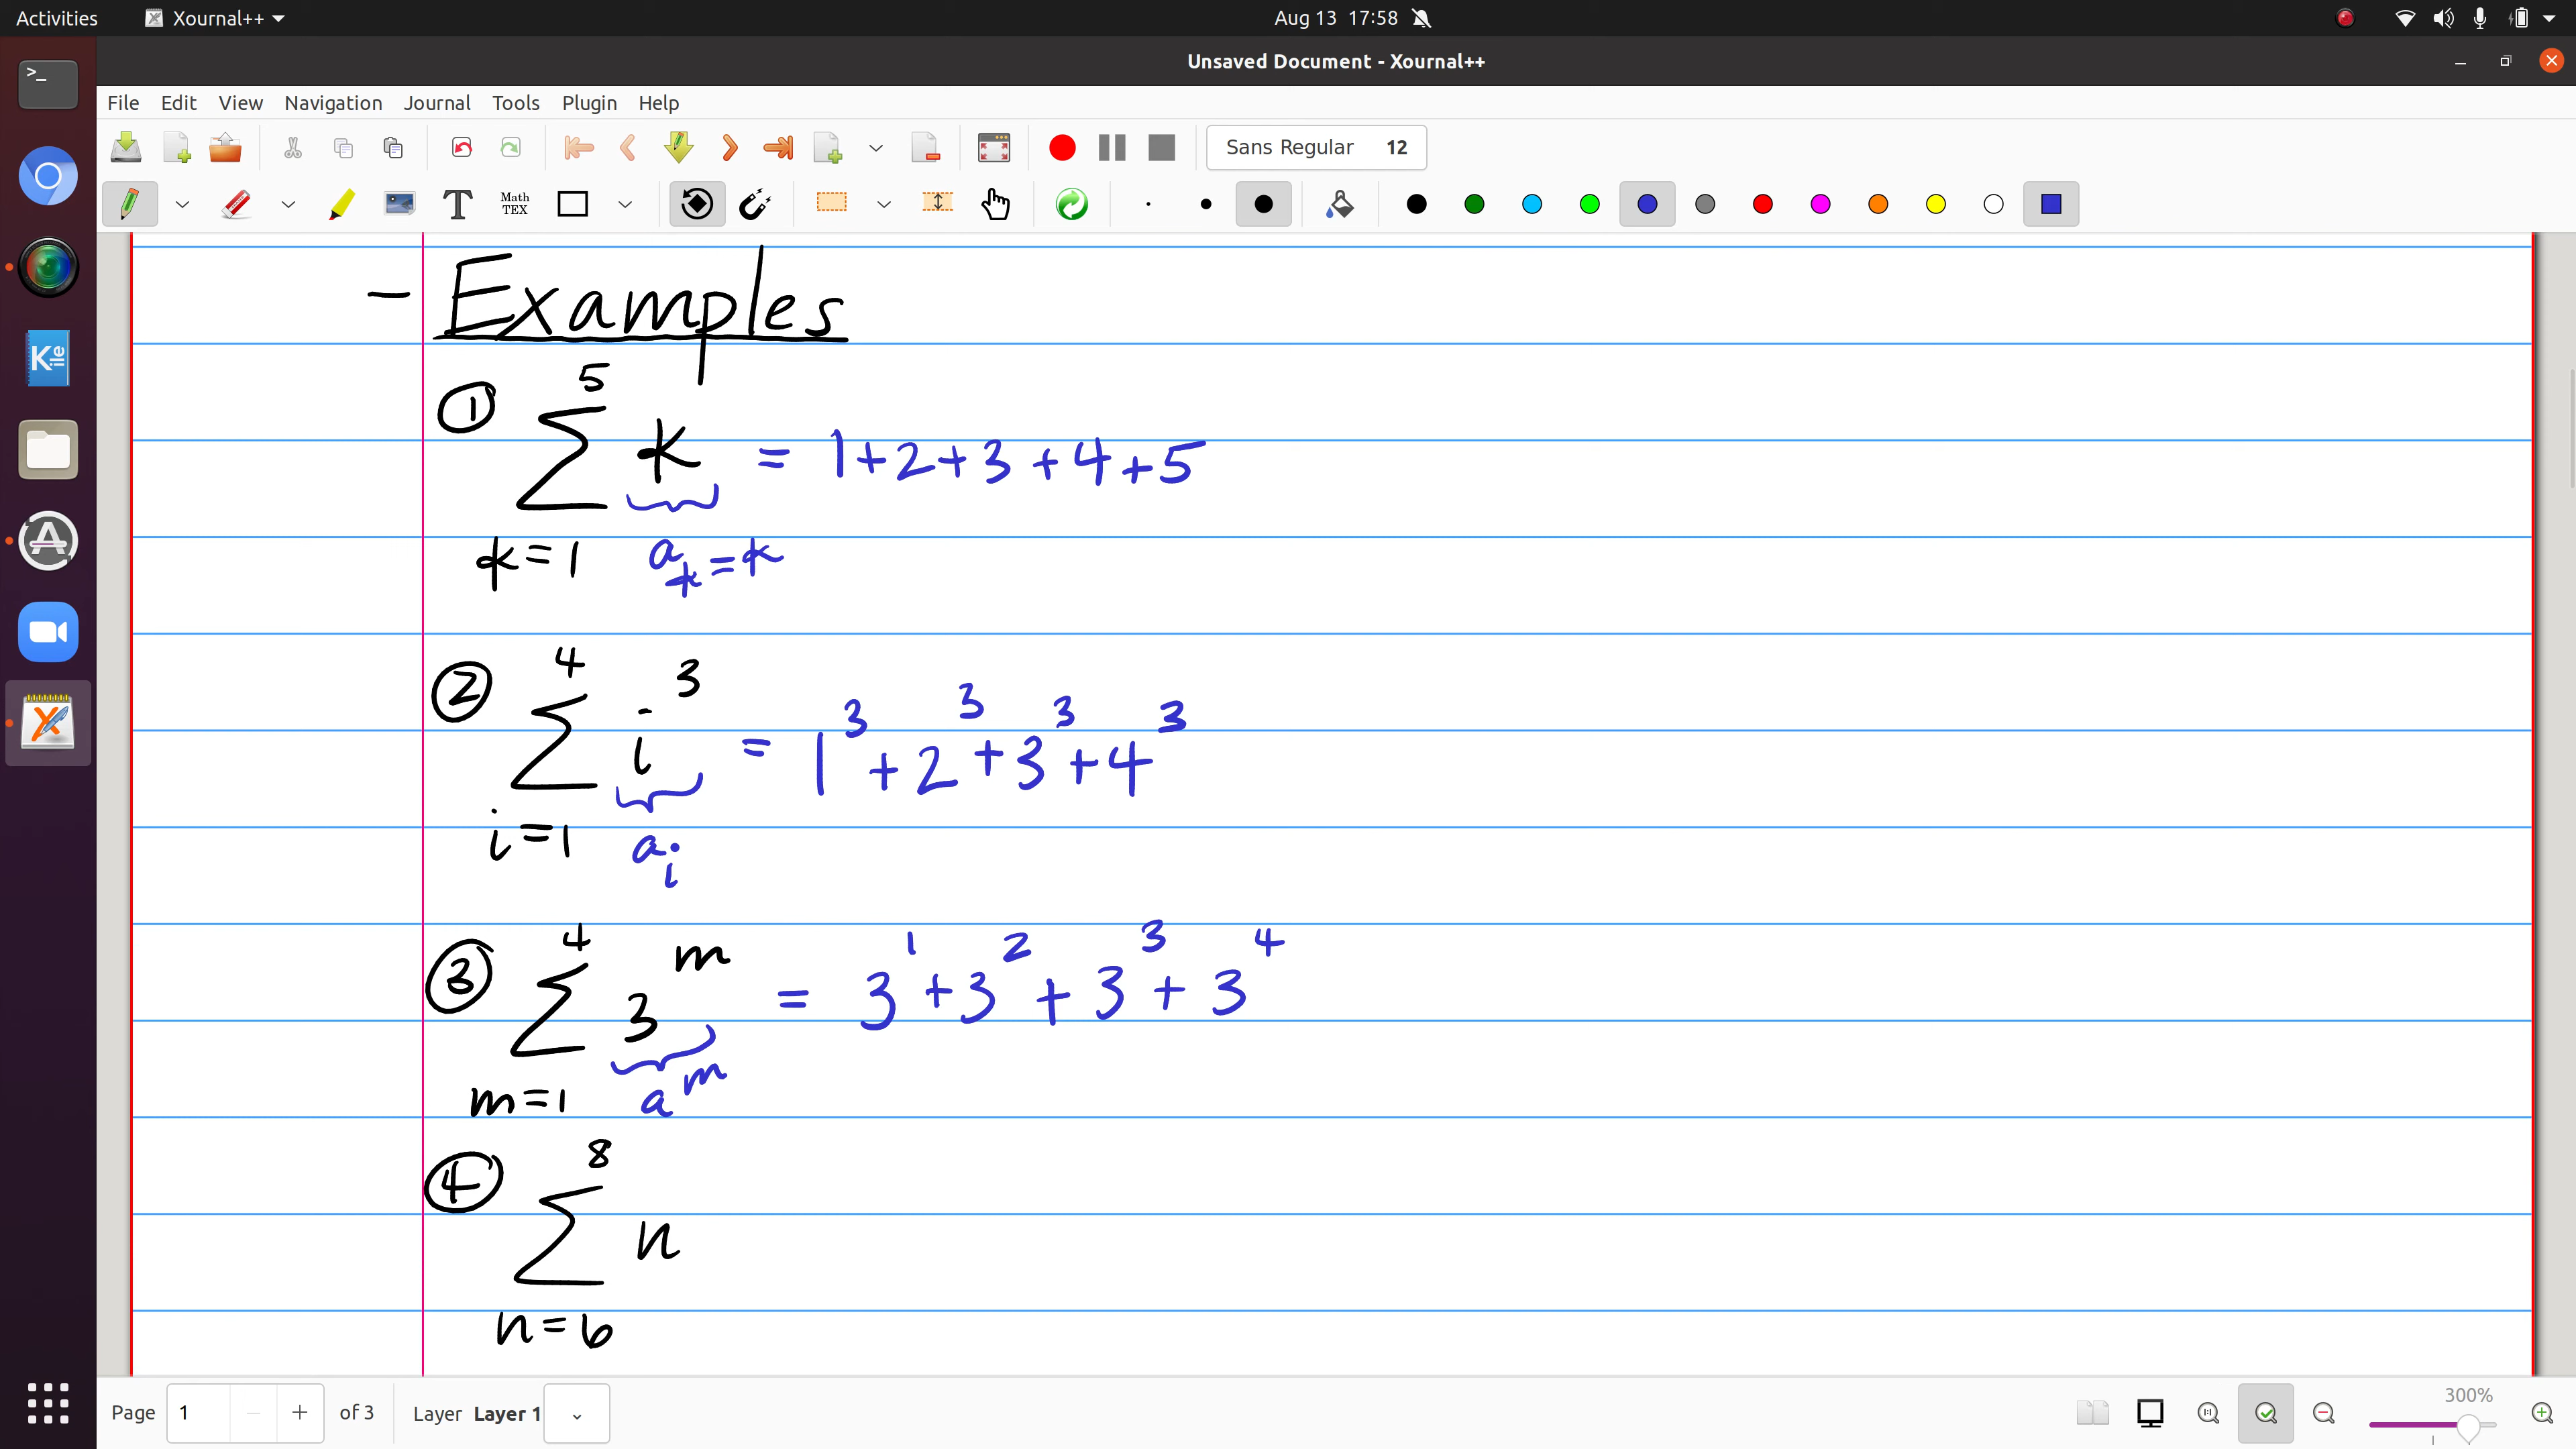 Activities Xournal++ Aug 13 17:58
Unsaved Document - Xournal++
File Edit View Navigation Journal Tools Plugin Help
Sans Regular 12
Math TEX
- Examples
① ∑_{k=1}^{5} k = 1+2+3+4+5
a_k = k
② ∑_{i=1}^{4} i^3 = 1^3+2^3+3^3+4^3
a_i
③ ∑_{m=1}^{4} 3^m = 3^1+3^2+3^3+3^4
a^m
④ ∑_{n=6}^{8} n
Page 1 of 3 Layer Layer 1 300%